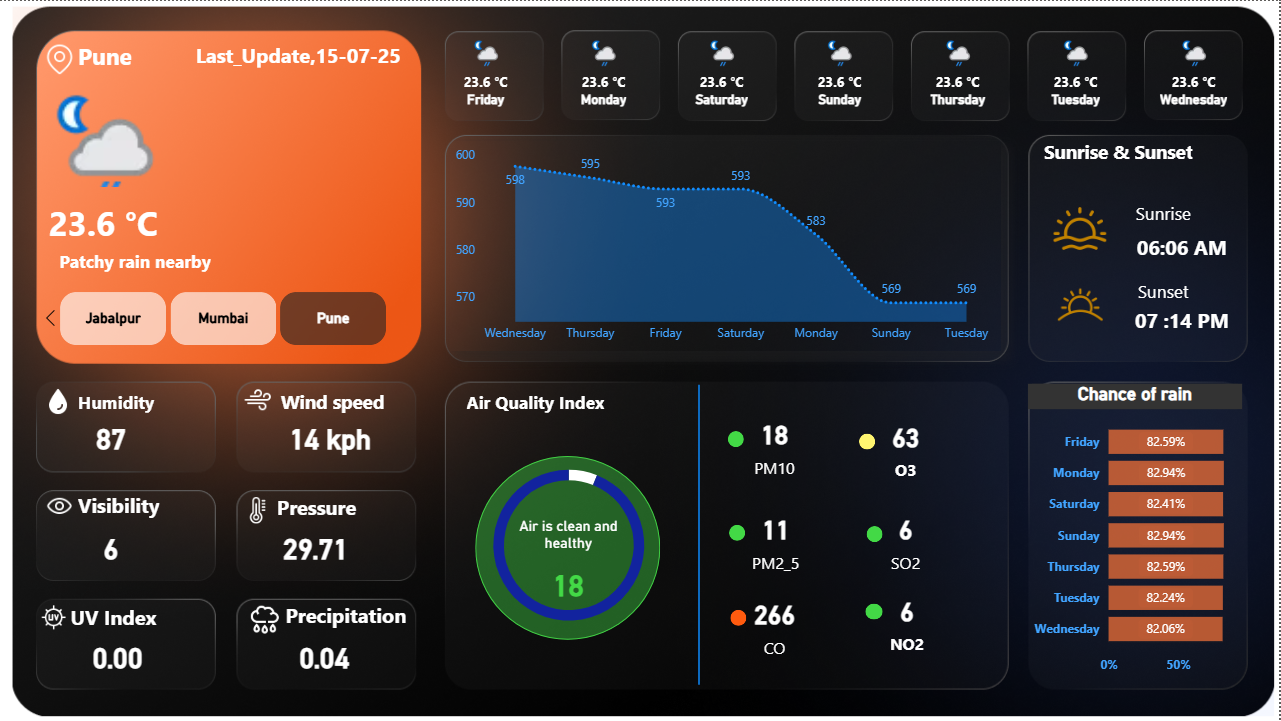 Pune
Last_Update,15-07-25
23.6 °C
Patchy rain nearby
Jabalpur
Mumbai
Pune
23.6 °C
Friday
23.6 °C
Monday
23.6 °C
Saturday
23.6 °C
Sunday
23.6 °C
Thursday
23.6 °C
Tuesday
23.6 °C
Wednesday
600
590
580
570
598
595
593
593
583
569
569
Wednesday
Thursday
Friday
Saturday
Monday
Sunday
Tuesday
Sunrise & Sunset
Sunrise
06:06 AM
Sunset
07 :14 PM
Humidity
87
Wind speed
14 kph
Visibility
6
Pressure
29.71
UV
UV Index
0.00
Precipitation
0.04
Air Quality Index
Air is clean and
healthy
18
18
PM10
63
O3
11
PM2_5
6
SO2
266
CO
6
NO2
Chance of rain
Friday 82.59%
Monday 82.94%
Saturday 82.41%
Sunday 82.94%
Thursday 82.59%
Tuesday 82.24%
Wednesday 82.06%
0% 50%